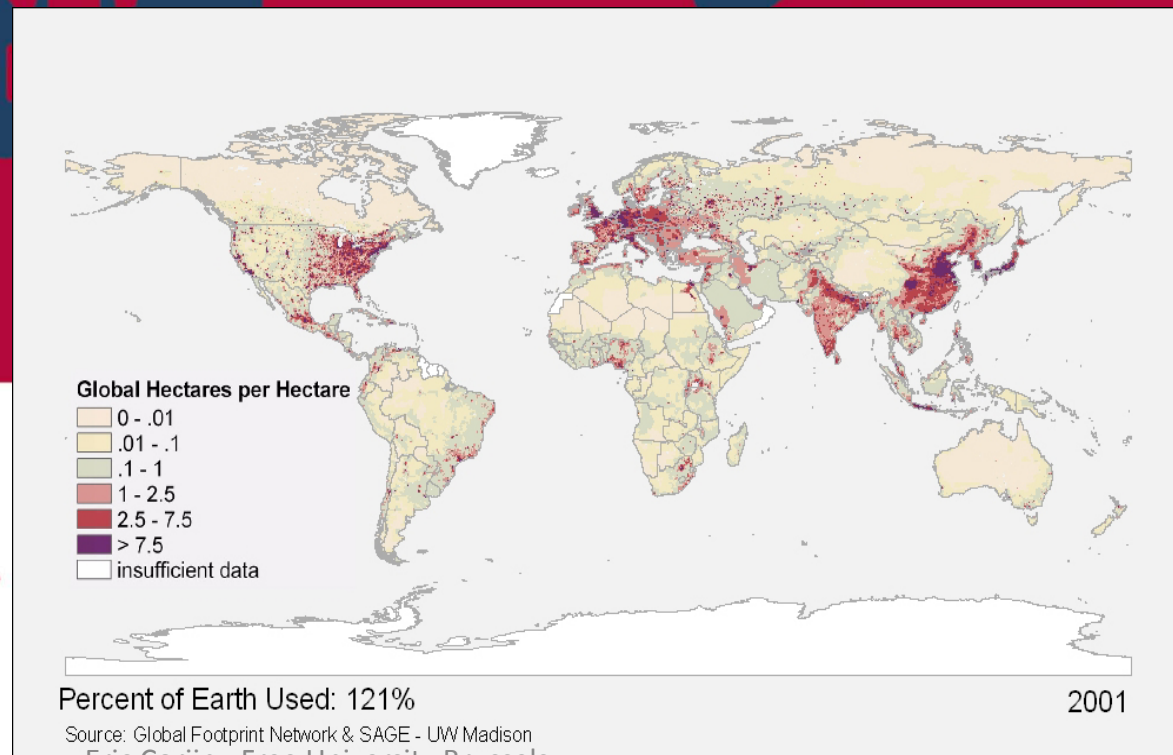 Global Hectares per Hectare
0 - .01
.01 - .1
.1 - 1
1 - 2.5
2.5 - 7.5
> 7.5
insufficient data
Percent of Earth Used: 121%
2001
Source: Global Footprint Network & SAGE - UW Madison